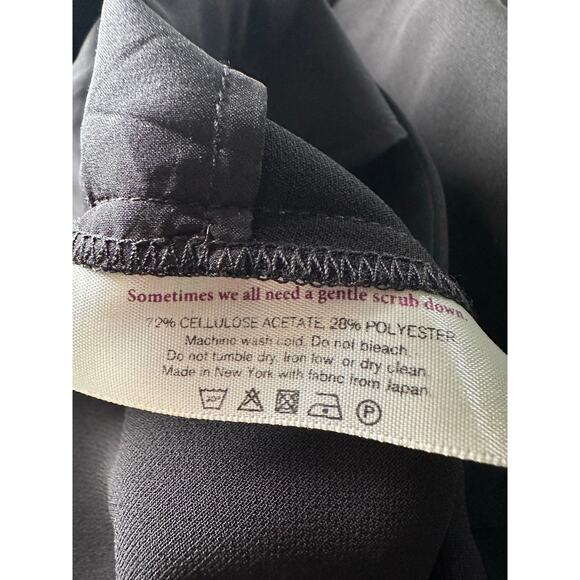 Sometimes we all need a gentle scrub down.
72% CELLULOSE ACETATE, 28% POLYESTER
Machine wash cold. Do not bleach.
Do not tumble dry. Iron low, or dry clean.
Made in New York with fabric from Japan.
P